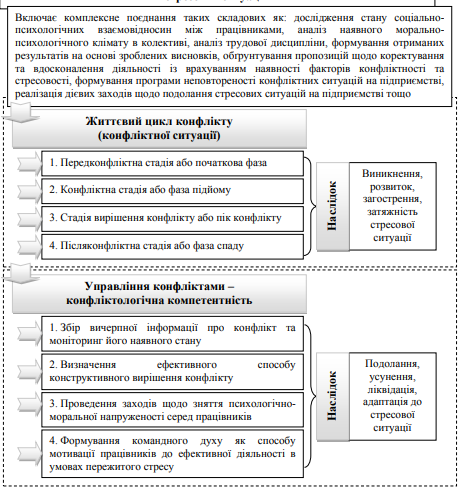 Включає комплексне поєднання таких складових як: дослідження стану соціально-
психологічних взаємовідносин між працівниками, аналіз наявного морально-
психологічного клімату в колективі, аналіз трудової дисципліни, формування отриманих
результатів на основі зроблених висновків, обґрунтування пропозицій щодо коректування
та вдосконалення діяльності із врахуванням наявності факторів конфліктності та
стресовості, формування програми неповторенності конфліктних ситуацій на підприємстві,
реалізація дієвих заходів щодо подолання стресових ситуацій на підприємстві тощо
Життєвий цикл конфлікту
(конфліктної ситуації)
1. Передконфліктна стадія або початкова фаза
2. Конфліктна стадія або фаза підйому
3. Стадія вирішення конфлікту або пік конфлікту
4. Післяконфліктна стадія або фаза спаду
Наслідок
Виникнення,
розвиток,
загострення,
затяжність
стресової
ситуації
Управління конфліктами –
конфліктологічна компетентність
1. Збір вичерпної інформації про конфлікт та
моніторинг його наявного стану
2. Визначення ефективного способу
конструктивного вирішення конфлікту
3. Проведення заходів щодо зняття психологічно-
моральної напруженості серед працівників
4. Формування командного духу як способу
мотивації працівників до ефективної діяльності в
умовах пережитого стресу
Наслідок
Подолання,
усунення,
ліквідація,
адаптація до
стресової
ситуації